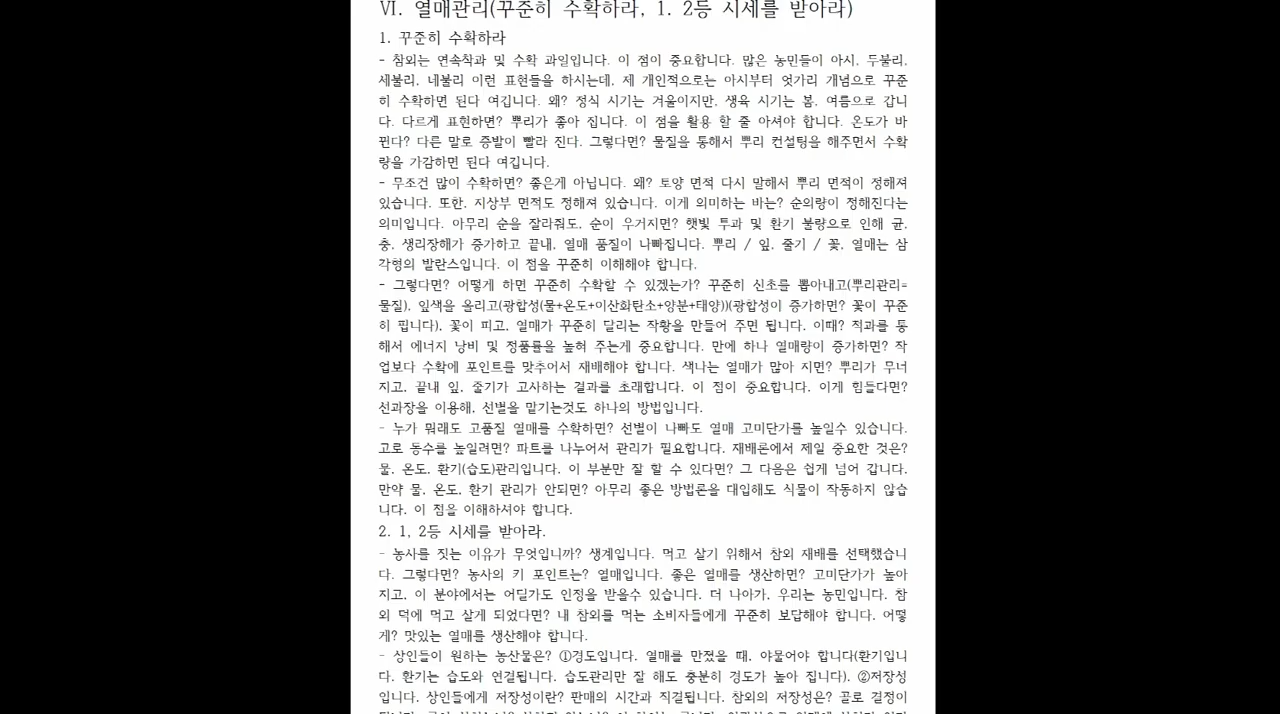 Ⅵ. 열매관리(꾸준히 수확하라, 1. 2등 시세를 받아라)
1. 꾸준히 수확하라
- 참외는 연속착과 및 수확 과일입니다. 이 점이 중요합니다. 많은 농민들이 아시, 두불리,
세불리, 네불리 이런 표현들을 하시는데, 제 개인적으로는 아시부터 엇가리 개념으로 꾸준
히 수확하면 된다 여깁니다. 왜? 정식 시기는 겨울이지만, 생육 시기는 봄, 여름으로 갑니
다. 다르게 표현하면? 뿌리가 좋아 집니다. 이 점을 활용 할 줄 아셔야 합니다. 온도가 바
뀐다? 다른 말로 증발이 빨라 진다. 그렇다면? 물질을 통해서 뿌리 컨설팅을 해주면서 수확
량을 가감하면 된다 여깁니다.
- 무조건 많이 수확하면? 좋은게 아닙니다. 왜? 토양 면적 다시 말해서 뿌리 면적이 정해져
있습니다. 또한, 지상부 면적도 정해져 있습니다. 이게 의미하는 바는? 순의량이 정해진다는
의미입니다. 아무리 순을 잘라줘도, 순이 우거지면? 햇빛 투과 및 환기 불량으로 인해 균,
충, 생리장해가 증가하고 끝내, 열매 품질이 나빠집니다. 뿌리 / 잎, 줄기 / 꽃, 열매는 삼
각형의 발란스입니다. 이 점을 꾸준히 이해해야 합니다.
- 그렇다면? 어떻게 하면 꾸준히 수확할 수 있겠는가? 꾸준히 신초를 뽑아내고(뿌리관리=
물질), 잎색을 올리고(광합성(물+온도+이산화탄소+양분+태양))(광합성이 증가하면? 꽃이 꾸준
히 핍니다), 꽃이 피고, 열매가 꾸준히 달리는 작황을 만들어 주면 됩니다. 이때? 적과를 통
해서 에너지 낭비 및 정품률을 높혀 주는게 중요합니다. 만에 하나 열매량이 증가하면? 작
업보다 수확에 포인트를 맞추어서 재배해야 합니다. 색나는 열매가 많아 지면? 뿌리가 무너
지고, 끝내 잎, 줄기가 고사하는 결과를 초래합니다. 이 점이 중요합니다. 이게 힘들다면?
선과장을 이용해, 선별을 맡기는것도 하나의 방법입니다.
- 누가 뭐래도 고품질 열매를 수확하면? 선별이 나빠도 열매 고미단가를 높일수 있습니다.
고로 동수를 높일려면? 파트를 나누어서 관리가 필요합니다. 재배론에서 제일 중요한 것은?
물, 온도, 환기(습도)관리입니다. 이 부분만 잘 할 수 있다면? 그 다음은 쉽게 넘어 갑니다.
만약 물, 온도, 환기 관리가 안되면? 아무리 좋은 방법론을 대입해도 식물이 작동하지 않습
니다. 이 점을 이해하셔야 합니다.
2. 1, 2등 시세를 받아라.
- 농사를 짓는 이유가 무엇입니까? 생계입니다. 먹고 살기 위해서 참외 재배를 선택했습니
다. 그렇다면? 농사의 키 포인트는? 열매입니다. 좋은 열매를 생산하면? 고미단가가 높아
지고, 이 분야에서는 어딜가도 인정을 받을수 있습니다. 더 나아가, 우리는 농민입니다. 참
외 덕에 먹고 살게 되었다면? 내 참외를 먹는 소비자들에게 꾸준히 보답해야 합니다. 어떻
게? 맛있는 열매를 생산해야 합니다.
- 상인들이 원하는 농산물은? ①경도입니다. 열매를 만졌을 때, 야물어야 합니다(환기입니
다. 환기는 습도와 연결됩니다. 습도관리만 잘 해도 충분히 경도가 높아 집니다), ②저장성
입니다. 상인들에게 저장성이란? 판매의 시간과 직결됩니다. 참외의 저장성은? 골로 결정이